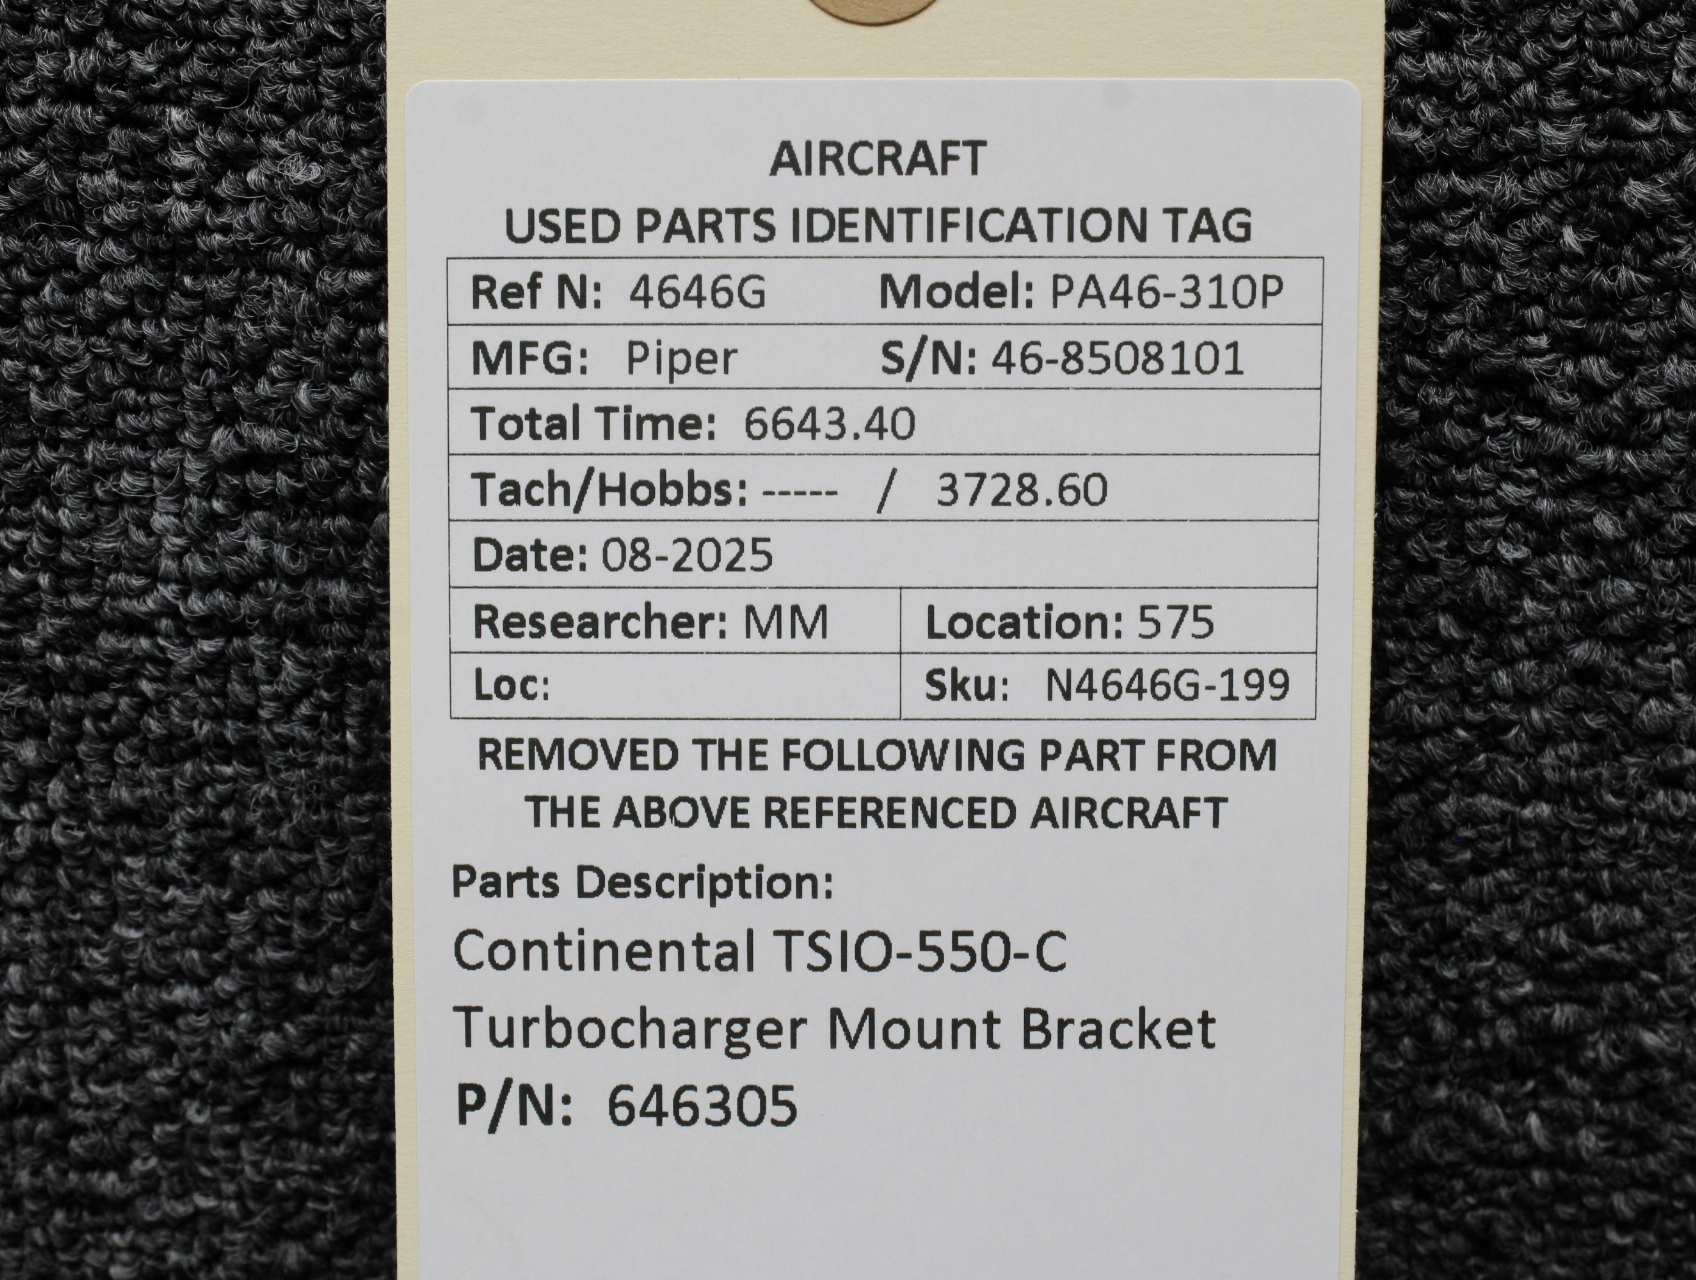 AIRCRAFT
USED PARTS IDENTIFICATION TAG
Ref N: 4646G Model: PA46-310P
MFG: Piper S/N: 46-8508101
Total Time: 6643.40
Tach/Hobbs: ----- / 3728.60
Date: 08-2025
Researcher: MM Location: 575
Loc: Sku: N4646G-199
REMOVED THE FOLLOWING PART FROM
THE ABOVE REFERENCED AIRCRAFT
Parts Description:
Continental TSIO-550-C
Turbocharger Mount Bracket
P/N: 646305